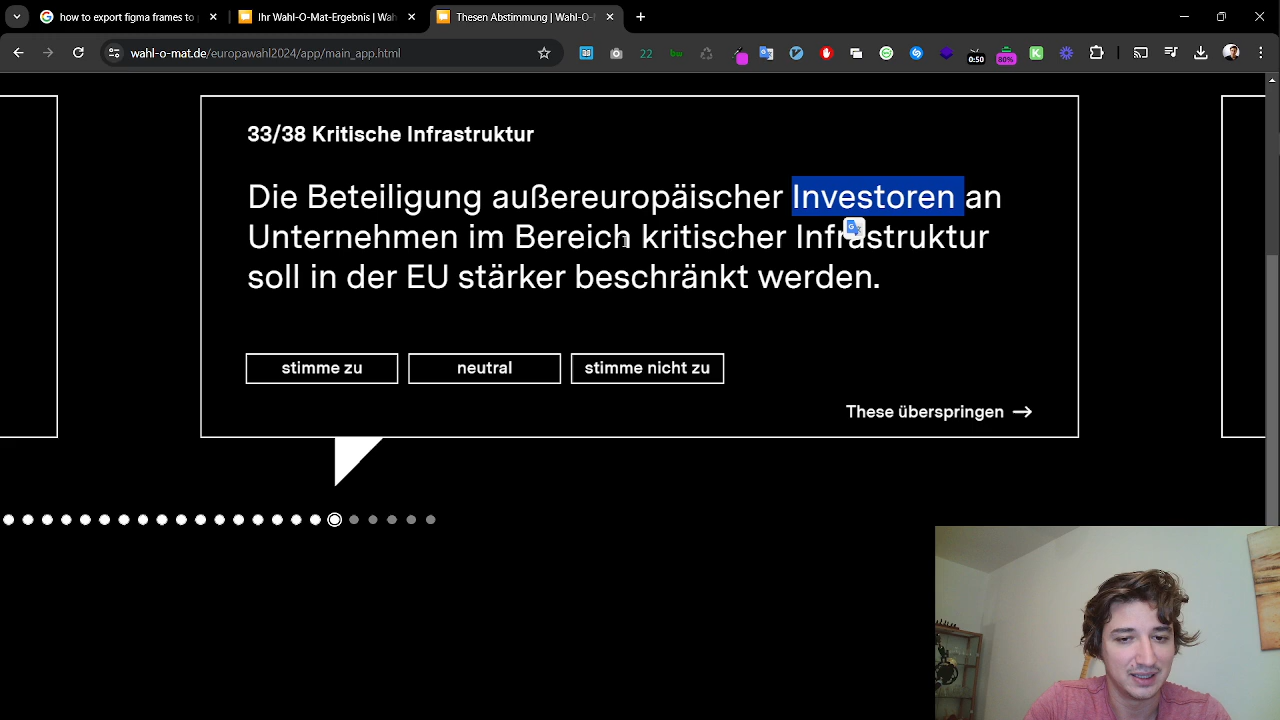 how to export figma frames to
Ihr Wahl-O-Mat-Ergebnis | Wah
Thesen Abstimmung | Wahl-O-M
wahl-o-mat.de/europawahl2024/app/main_app.html
22
0:50
80%
K
33/38 Kritische Infrastruktur
Die Beteiligung außereuropäischer Investoren an
Unternehmen im Bereich kritischer Infrastruktur
soll in der EU stärker beschränkt werden.
stimme zu
neutral
stimme nicht zu
These überspringen →